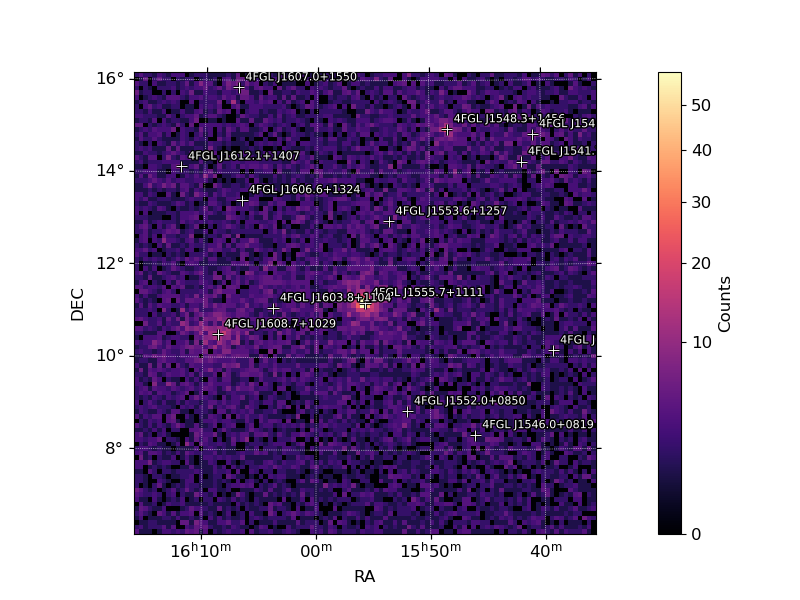 16°
14°
12°
10°
8°
DEC
4FGL J1607.0+1550
4FGL J1548.3+1456
4FGL J154
4FGL J1541.
4FGL J1612.1+1407
4FGL J1606.6+1324
4FGL J1553.6+1257
4FGL J1603.8+1104
4FGL J1555.7+1111
4FGL J1608.7+1029
4FGL J
4FGL J1552.0+0850
4FGL J1546.0+0819
16ʰ10ᵐ
00ᵐ
15ʰ50ᵐ
40ᵐ
RA
50
40
30
20
10
0
Counts